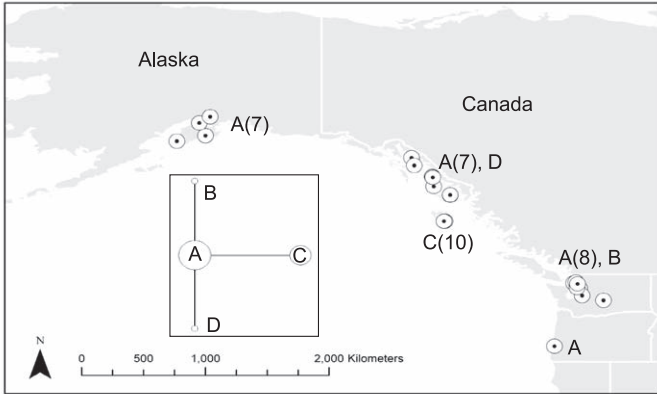 Alaska
Canada
A(7)
A(7), D
B
A
C
C(10)
A(8), B
D
A
N
0 500 1,000 2,000 Kilometers